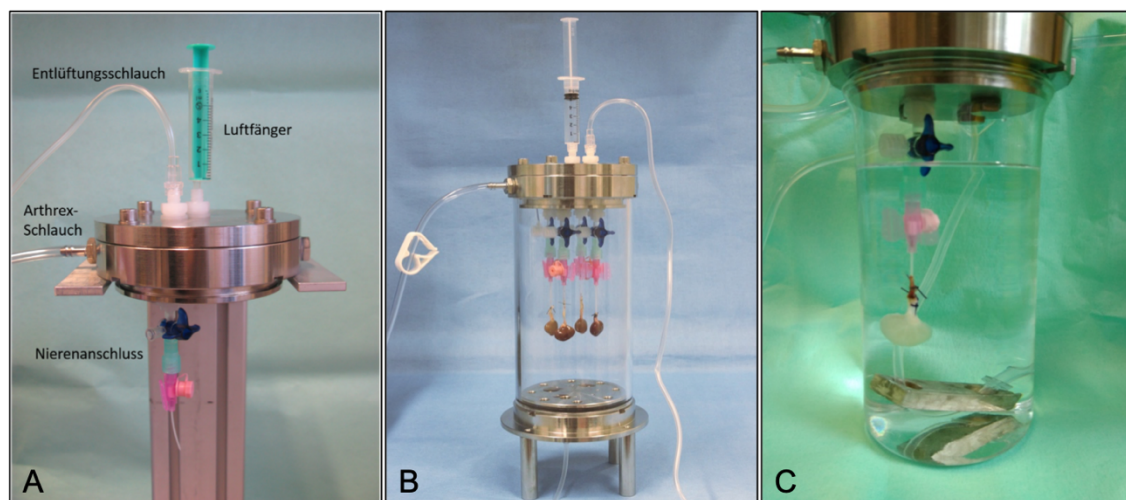 Entlüftungsschlauch
Luftfänger
Arthrex-
Schlauch
Nierenanschluss
A
B
C